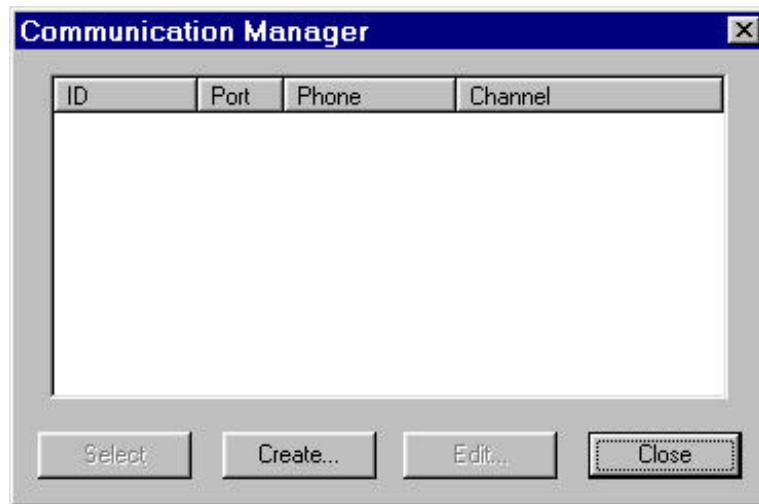 Communication Manager
ID Port Phone Channel
Select Create... Edit... Close